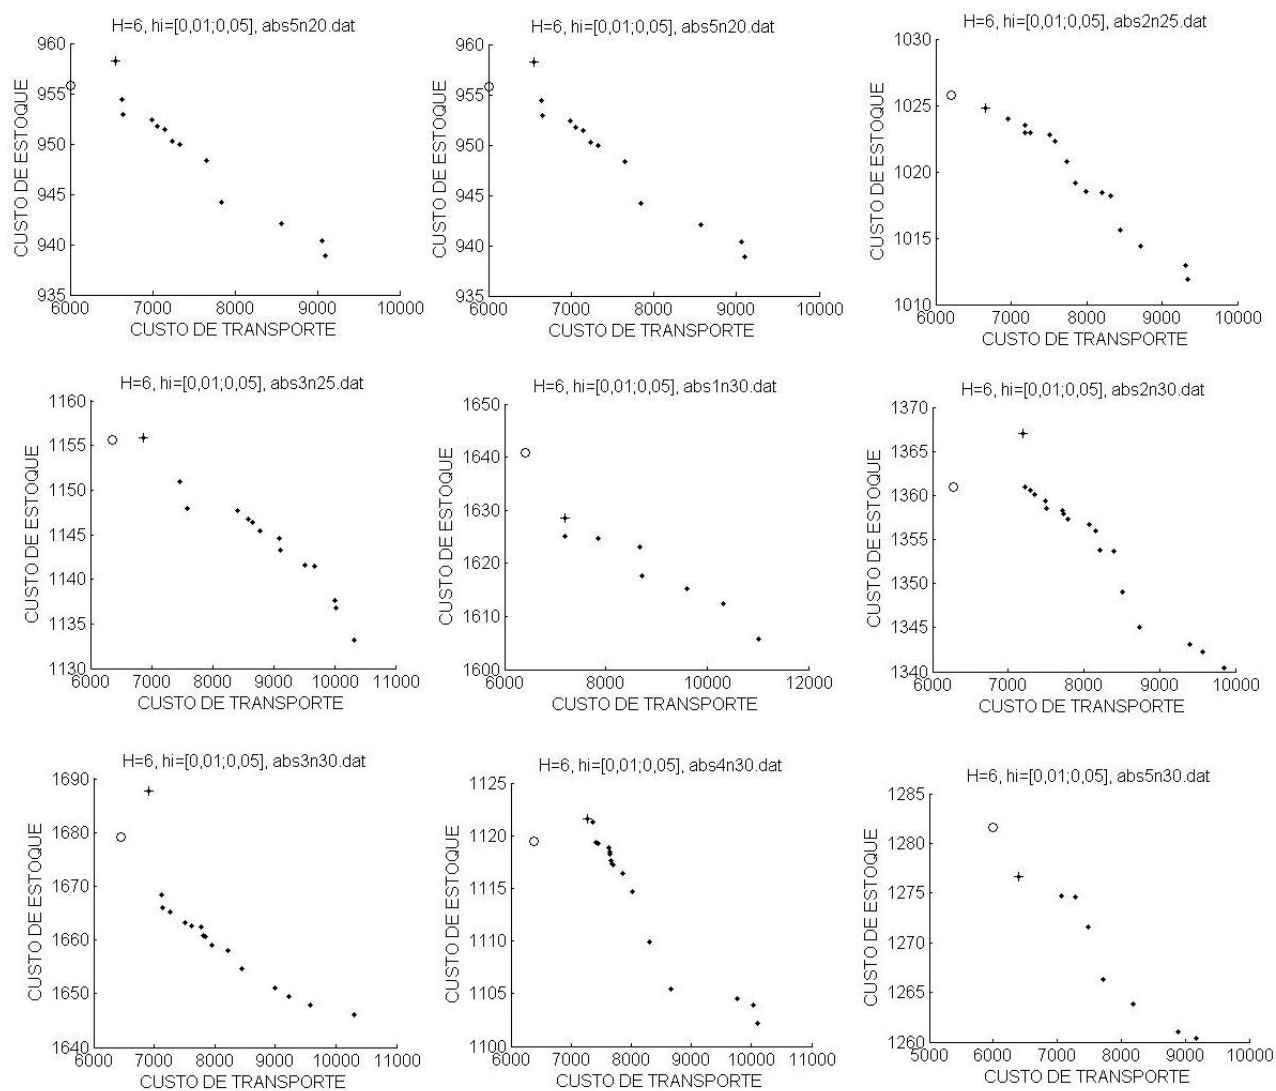 H=6, hi=[0,01;0,05], abs5n20.dat
960
955
950
945
940
935
CUSTO DE ESTOQUE
6000 7000 8000 9000 10000
CUSTO DE TRANSPORTE
H=6, hi=[0,01;0,05], abs5n20.dat
960
955
950
945
940
935
CUSTO DE ESTOQUE
6000 7000 8000 9000 10000
CUSTO DE TRANSPORTE
H=6, hi=[0,01;0,05], abs2n25.dat
1030
1025
1020
1015
1010
CUSTO DE ESTOQUE
6000 7000 8000 9000 10000
CUSTO DE TRANSPORTE
H=6, hi=[0,01;0,05], abs3n25.dat
1160
1155
1150
1145
1140
1135
1130
CUSTO DE ESTOQUE
6000 7000 8000 9000 10000 11000
CUSTO DE TRANSPORTE
H=6, hi=[0,01;0,05], abs1n30.dat
1650
1640
1630
1620
1610
1600
CUSTO DE ESTOQUE
6000 8000 10000 12000
CUSTO DE TRANSPORTE
H=6, hi=[0,01;0,05], abs2n30.dat
1370
1365
1360
1355
1350
1345
1340
CUSTO DE ESTOQUE
6000 7000 8000 9000 10000
CUSTO DE TRANSPORTE
H=6, hi=[0,01;0,05], abs3n30.dat
1690
1680
1670
1660
1650
1640
CUSTO DE ESTOQUE
6000 7000 8000 9000 10000 11000
CUSTO DE TRANSPORTE
H=6, hi=[0,01;0,05], abs4n30.dat
1125
1120
1115
1110
1105
1100
CUSTO DE ESTOQUE
6000 7000 8000 9000 10000 11000
CUSTO DE TRANSPORTE
H=6, hi=[0,01;0,05], abs5n30.dat
1285
1280
1275
1270
1265
1260
CUSTO DE ESTOQUE
5000 6000 7000 8000 9000 10000
CUSTO DE TRANSPORTE